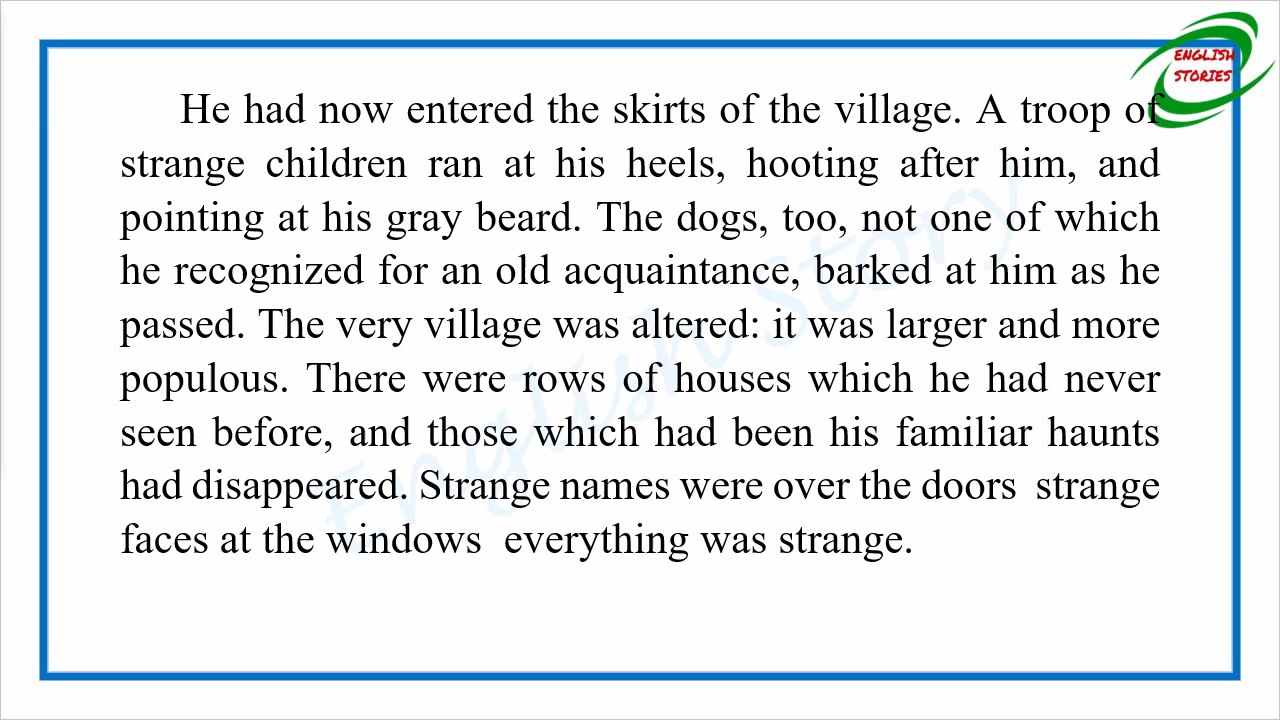 ENGLISH
STORIES
He had now entered the skirts of the village. A troop of
strange children ran at his heels, hooting after him, and
pointing at his gray beard. The dogs, too, not one of which
he recognized for an old acquaintance, barked at him as he
passed. The very village was altered: it was larger and more
populous. There were rows of houses which he had never
seen before, and those which had been his familiar haunts
had disappeared. Strange names were over the doors  strange
faces at the windows  everything was strange.
English Story